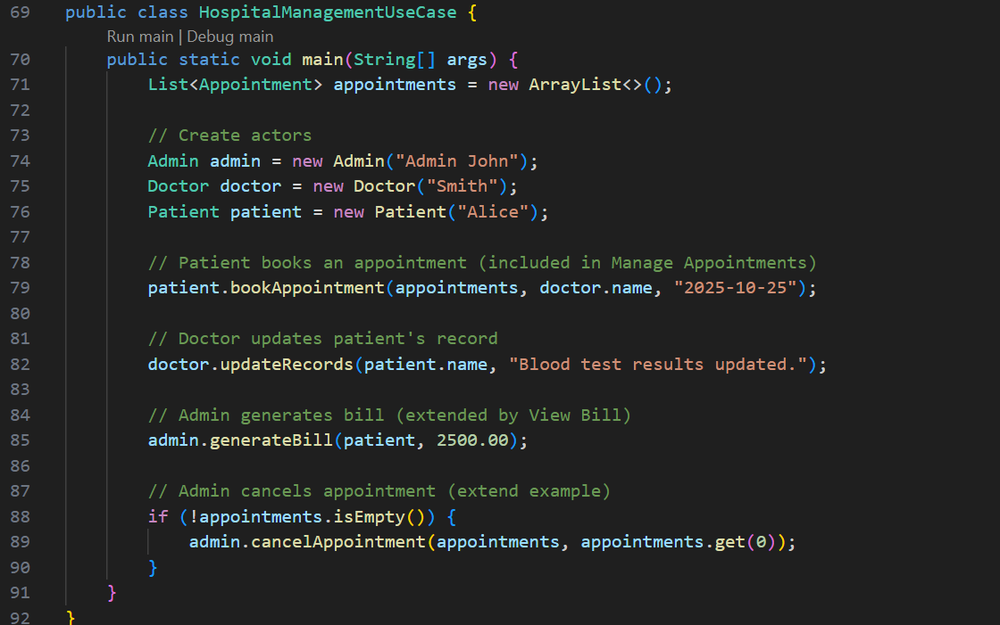 69 public class HospitalManagementUseCase {
Run main | Debug main
70 public static void main(String[] args) {
71 List<Appointment> appointments = new ArrayList<>();
72
73 // Create actors
74 Admin admin = new Admin("Admin John");
75 Doctor doctor = new Doctor("Smith");
76 Patient patient = new Patient("Alice");
77
78 // Patient books an appointment (included in Manage Appointments)
79 patient.bookAppointment(appointments, doctor.name, "2025-10-25");
80
81 // Doctor updates patient's record
82 doctor.updateRecords(patient.name, "Blood test results updated.");
83
84 // Admin generates bill (extended by View Bill)
85 admin.generateBill(patient, 2500.00);
86
87 // Admin cancels appointment (extend example)
88 if (!appointments.isEmpty()) {
89 admin.cancelAppointment(appointments, appointments.get(0));
90 }
91 }
92 }